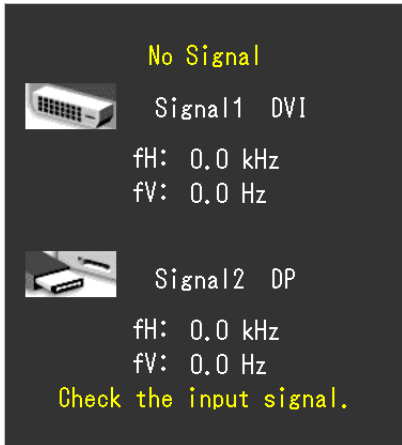 No Signal
Signal1 DVI
fH: 0.0 kHz
fV: 0.0 Hz
Signal2 DP
fH: 0.0 kHz
fV: 0.0 Hz
Check the input signal.